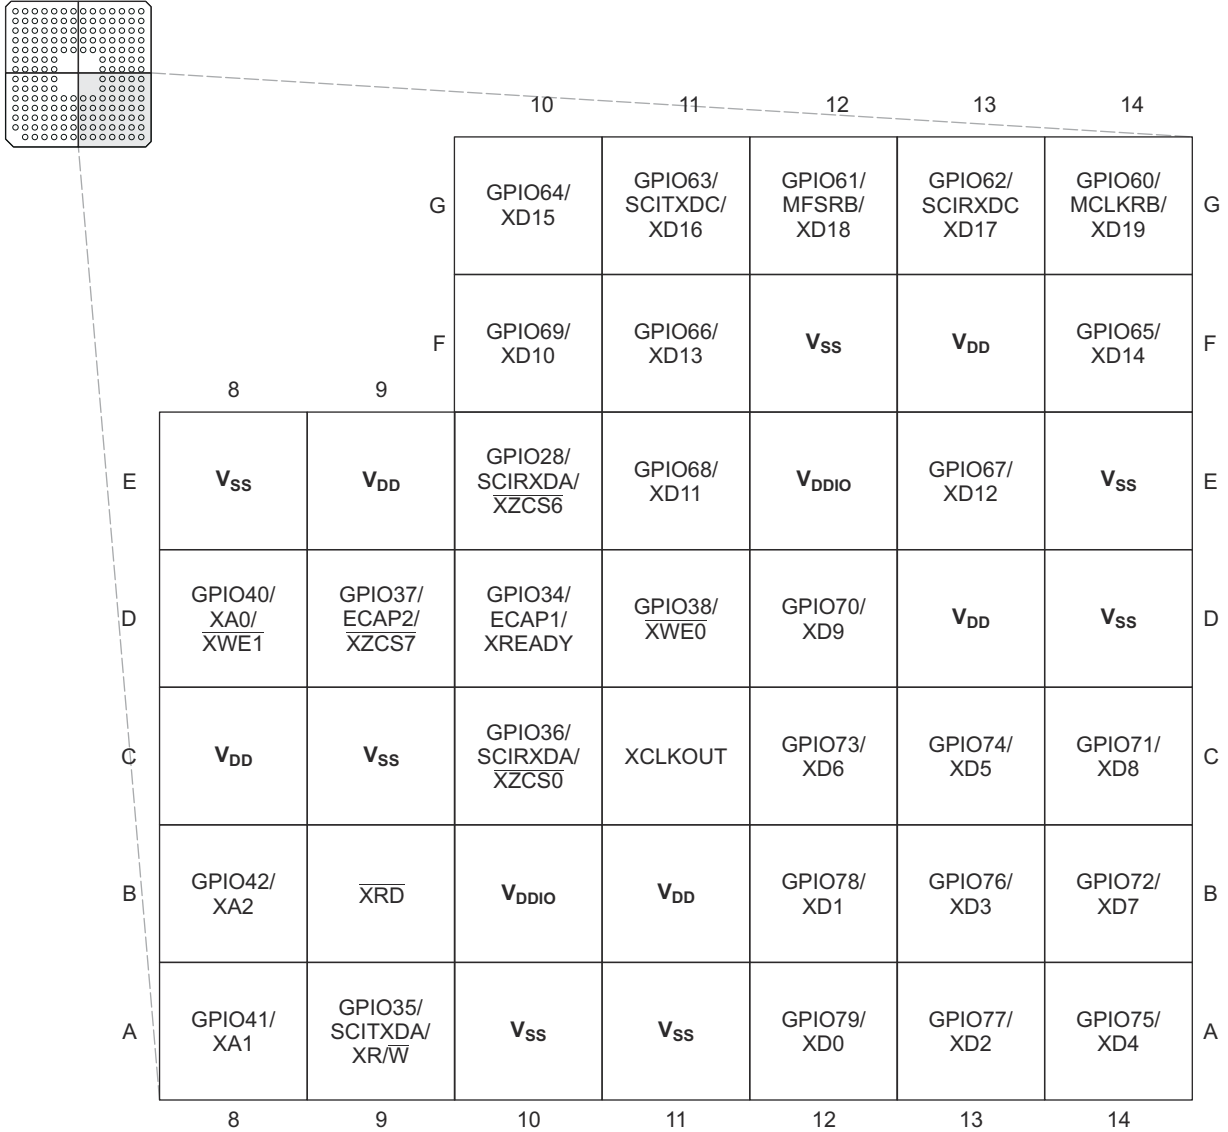 10 11 12 13 14
G GPIO64/ GPIO63/ GPIO61/ GPIO62/ GPIO60/ G
XD15 SCITXDC/ MFSRB/ SCIRXDC MCLKRB/
XD16 XD18 XD17 XD19
F GPIO69/ GPIO66/ VSS VDD GPIO65/ F
XD10 XD13 XD14
8 9
E VSS VDD GPIO28/ GPIO68/ VDDIO GPIO67/ VSS E
SCIRXDA/ XD11 XD12
XZCS6
D GPIO40/ GPIO37/ GPIO34/ GPIO38/ GPIO70/ VDD VSS D
XA0/ ECAP2/ ECAP1/ XWE0 XD9
XWE1 XZCS7 XREADY
C VDD VSS GPIO36/ XCLKOUT GPIO73/ GPIO74/ GPIO71/ C
SCIRXDA/ XD6 XD5 XD8
XZCS0
B GPIO42/ XRD VDDIO VDD GPIO78/ GPIO76/ GPIO72/ B
XA2 XD1 XD3 XD7
A GPIO41/ GPIO35/ VSS VSS GPIO79/ GPIO77/ GPIO75/ A
XA1 SCITXDA/ XD0 XD2 XD4
XR/W
8 9 10 11 12 13 14